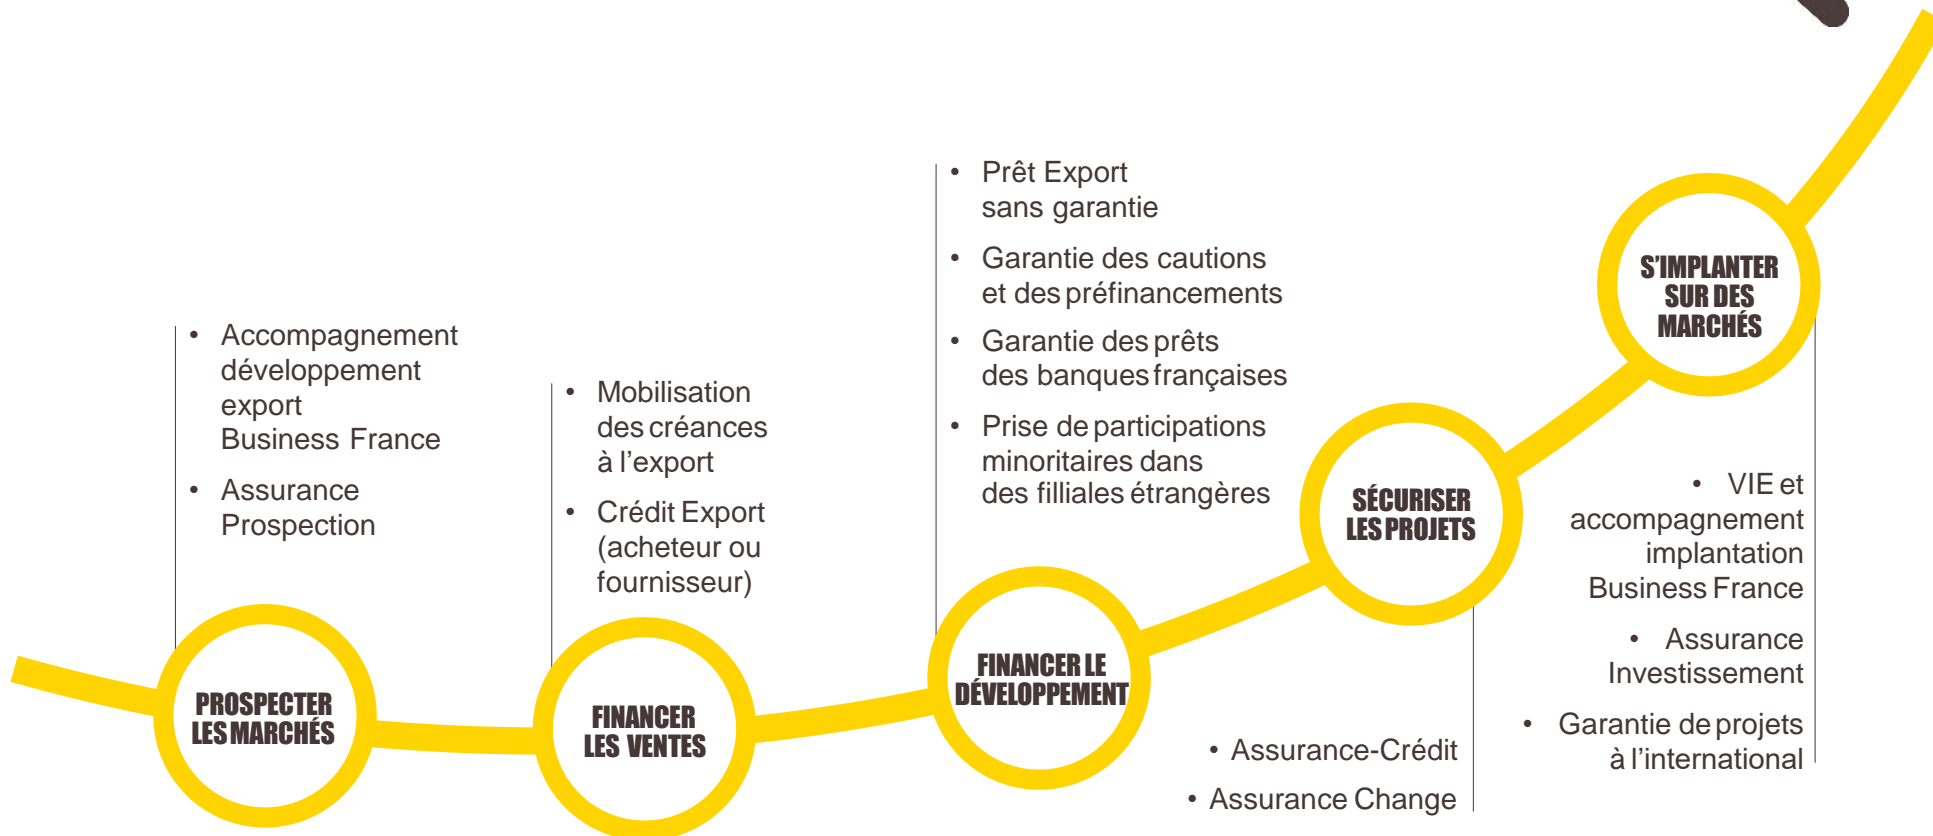 • Accompagnement
développement
export
Business France
• Assurance
Prospection
PROSPECTER
LES MARCHÉS
• Mobilisation
des créances
à l’export
• Crédit Export
(acheteur ou
fournisseur)
FINANCER
LES VENTES
• Prêt Export
sans garantie
• Garantie des cautions
et des préfinancements
• Garantie des prêts
des banques françaises
• Prise de participations
minoritaires dans
des filliales étrangères
FINANCER LE
DÉVELOPPEMENT
SÉCURISER
LES PROJETS
• Assurance-Crédit
• Assurance Change
S’IMPLANTER
SUR DES
MARCHÉS
• VIE et
accompagnement
implantation
Business France
• Assurance
Investissement
• Garantie de projets
à l’international